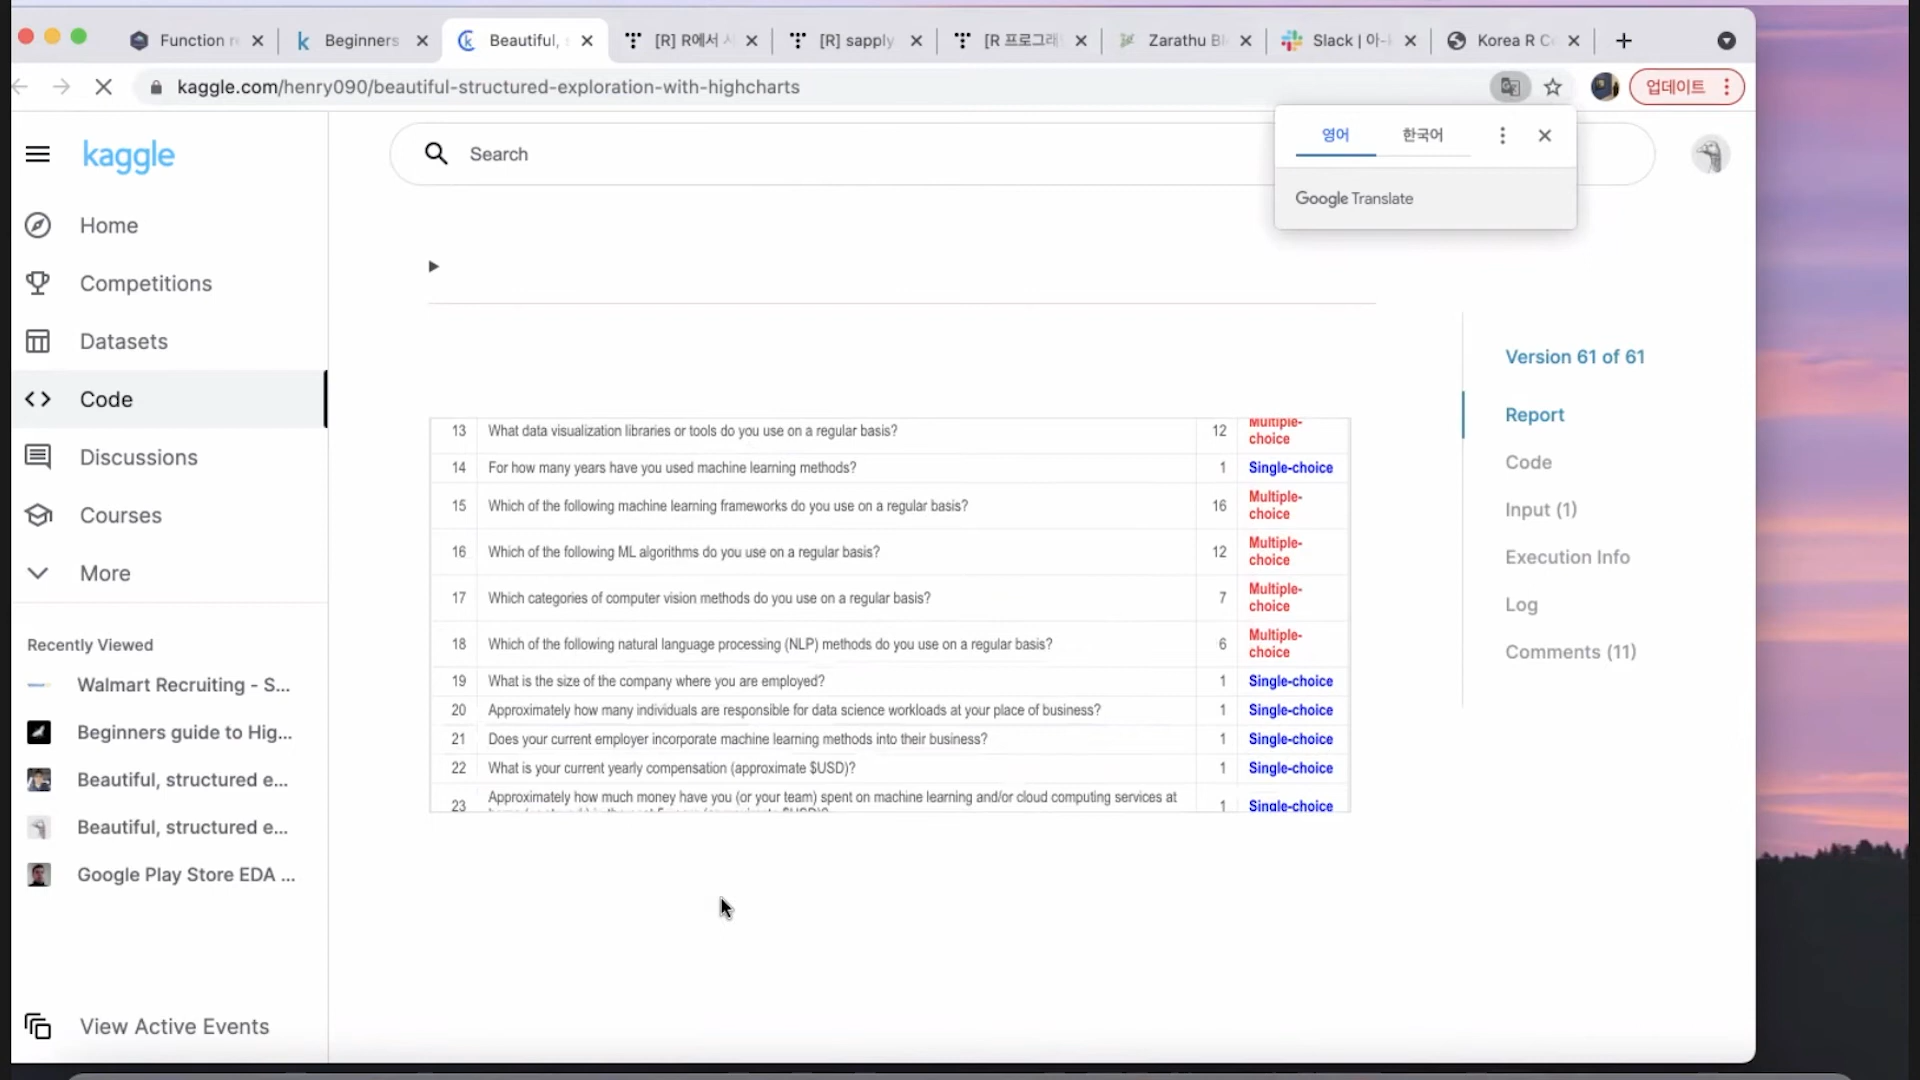 Function r
Beginners
Beautiful,
[R] R에서
[R] sapply
[R 프로그래
Zarathu Bl
Slack | 아-
Korea R C
kaggle.com/henry090/beautiful-structured-exploration-with-highcharts
업데이트
영어
한국어
Google Translate
kaggle
Search
Home
Competitions
Datasets
Code
Discussions
Courses
More
Recently Viewed
Walmart Recruiting - S...
Beginners guide to Hig...
Beautiful, structured e...
Beautiful, structured e...
Google Play Store EDA ...
View Active Events
13 What data visualization libraries or tools do you use on a regular basis? 12 Multiple-
choice
14 For how many years have you used machine learning methods? 1 Single-choice
15 Which of the following machine learning frameworks do you use on a regular basis? 16 Multiple-
choice
16 Which of the following ML algorithms do you use on a regular basis? 12 Multiple-
choice
17 Which categories of computer vision methods do you use on a regular basis? 7 Multiple-
choice
18 Which of the following natural language processing (NLP) methods do you use on a regular basis? 6 Multiple-
choice
19 What is the size of the company where you are employed? 1 Single-choice
20 Approximately how many individuals are responsible for data science workloads at your place of business? 1 Single-choice
21 Does your current employer incorporate machine learning methods into their business? 1 Single-choice
22 What is your current yearly compensation (approximate $USD)? 1 Single-choice
23 Approximately how much money have you (or your team) spent on machine learning and/or cloud computing services at 1 Single-choice
Version 61 of 61
Report
Code
Input (1)
Execution Info
Log
Comments (11)